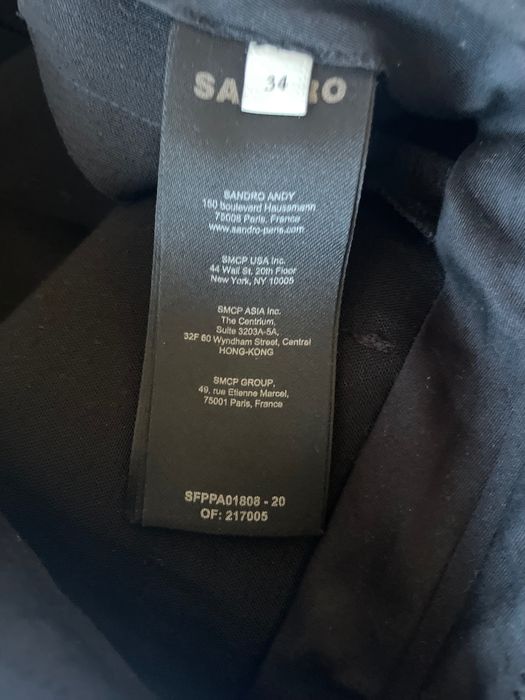 SANDRO
34
SANDRO ANDY
150 boulevard Haussmann
75008 Paris, France
www.sandro-paris.com
SMCP USA Inc.
44 Wall St. 20th Floor
New York, NY 10005
SMCP ASIA Inc.
The Centrium,
Suite 3203A-5A,
32F 60 Wyndham Street, Central
HONG-KONG
SMCP GROUP,
49, rue Etienne Marcel,
75001 Paris, France
SFPPA01808 - 20
OF: 217005